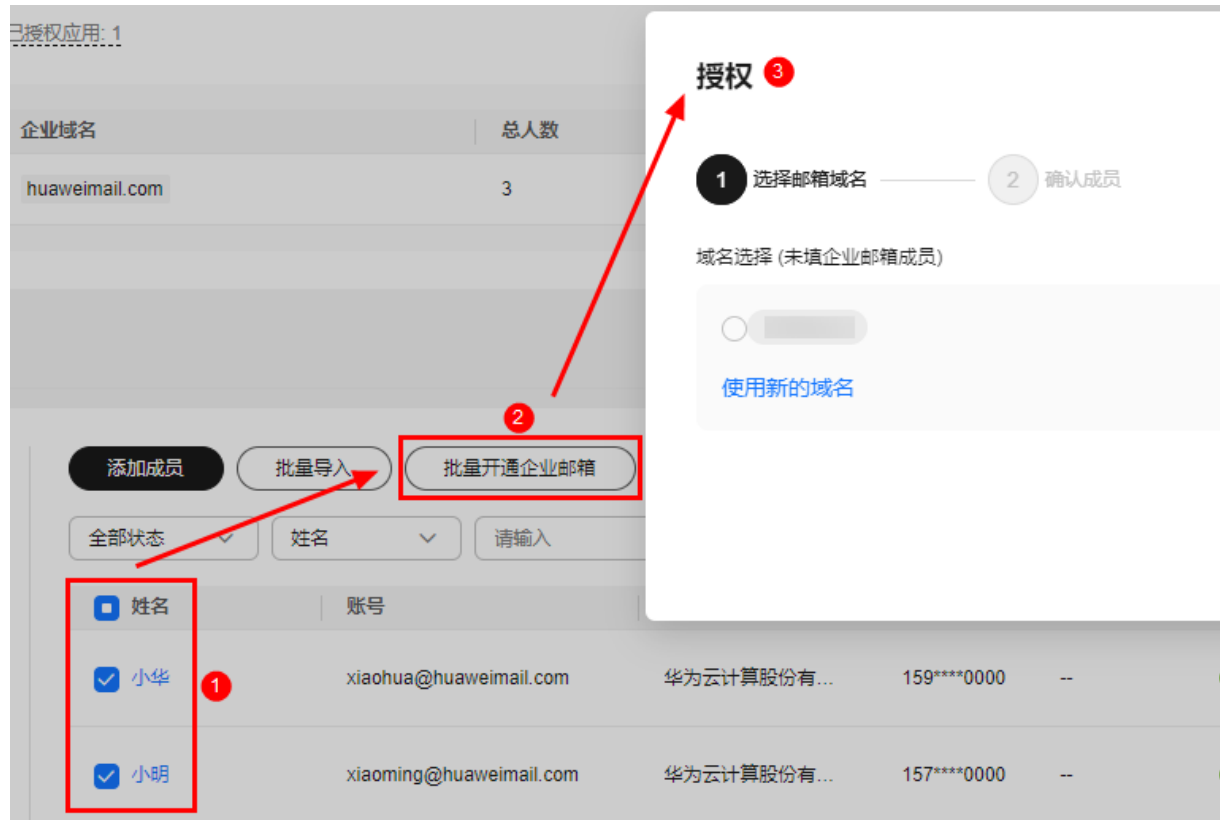 已授权应用: 1
企业域名 总人数
huaweimail.com 3
授权 3
1 选择邮箱域名 2 确认成员
域名选择 (未填企业邮箱成员)
使用新的域名
2
添加成员 批量导入 批量开通企业邮箱
全部状态 姓名 请输入
姓名 账号
小华 1 xiaohua@huaweimail.com 华为云计算股份有... 159****0000 --
小明 xiaoming@huaweimail.com 华为云计算股份有... 157****0000 --